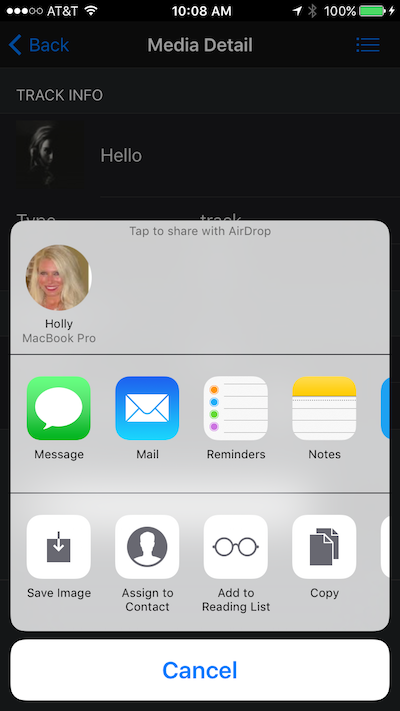 AT&T 10:08 AM 100%
Back Media Detail
TRACK INFO
Hello
Type track
Tap to share with AirDrop
Holly
MacBook Pro
Message Mail Reminders Notes
Save Image Assign to Contact Add to Reading List Copy
Cancel